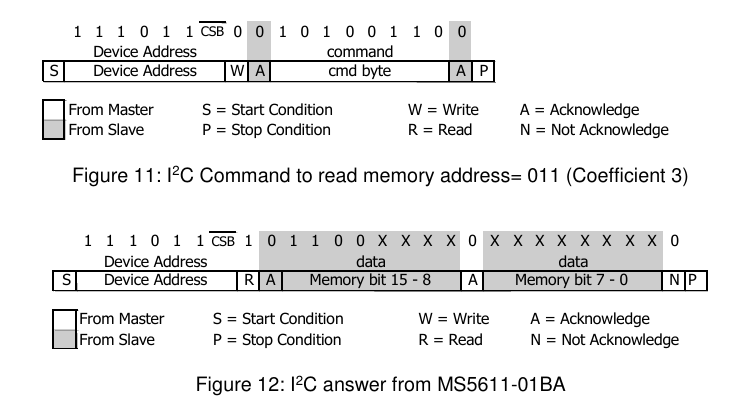 1 1 1 0 1 1 CSB 0 0 1 0 1 0 0 1 1 0 0
Device Address command
S Device Address W A cmd byte A P
From Master S = Start Condition W = Write A = Acknowledge
From Slave P = Stop Condition R = Read N = Not Acknowledge
Figure 11: I²C Command to read memory address= 011 (Coefficient 3)
1 1 1 0 1 1 CSB 1 0 1 1 0 0 X X X X 0 X X X X X X X X 0
Device Address data data
S Device Address R A Memory bit 15 - 8 A Memory bit 7 - 0 N P
From Master S = Start Condition W = Write A = Acknowledge
From Slave P = Stop Condition R = Read N = Not Acknowledge
Figure 12: I²C answer from MS5611-01BA